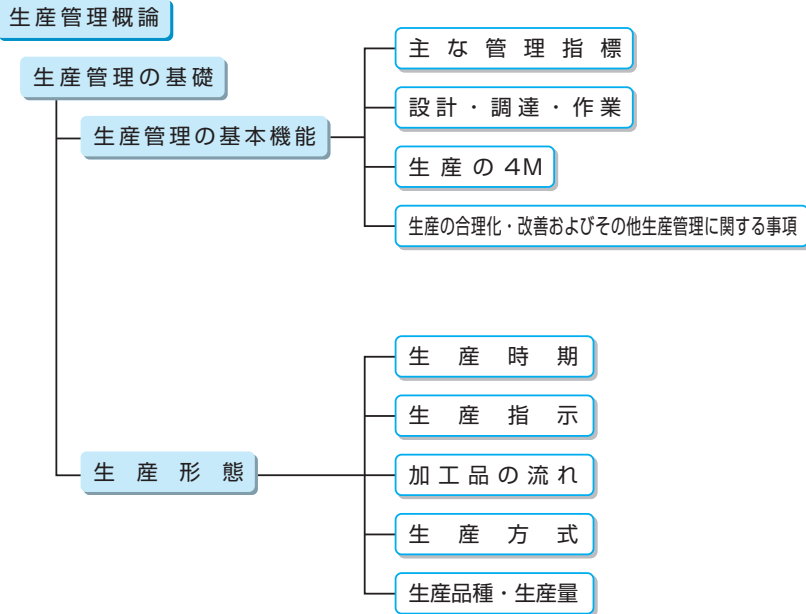 生産管理概論
生産管理の基礎
生産管理の基本機能
主な管理指標
設計・調達・作業
生産の4M
生産の合理化・改善およびその他生産管理に関する事項
生産形態
生産時期
生産指示
加工品の流れ
生産方式
生産品種・生産量